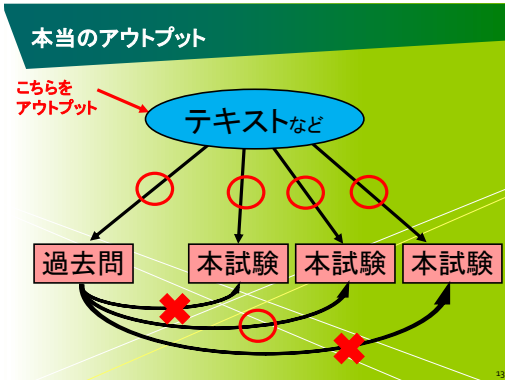 本当のアウトプット
こちらを
アウトプット
テキストなど
過去問
本試験
本試験
本試験
13